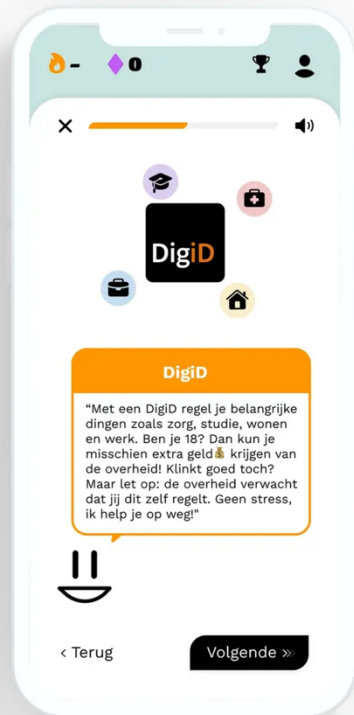 -
0
DigiD
DigiD
“Met een DigiD regel je belangrijke
dingen zoals zorg, studie, wonen
en werk. Ben je 18? Dan kun je
misschien extra geld💰 krijgen van
de overheid! Klinkt goed toch?
Maar let op: de overheid verwacht
dat jij dit zelf regelt. Geen stress,
ik help je op weg!"
‹ Terug
Volgende »